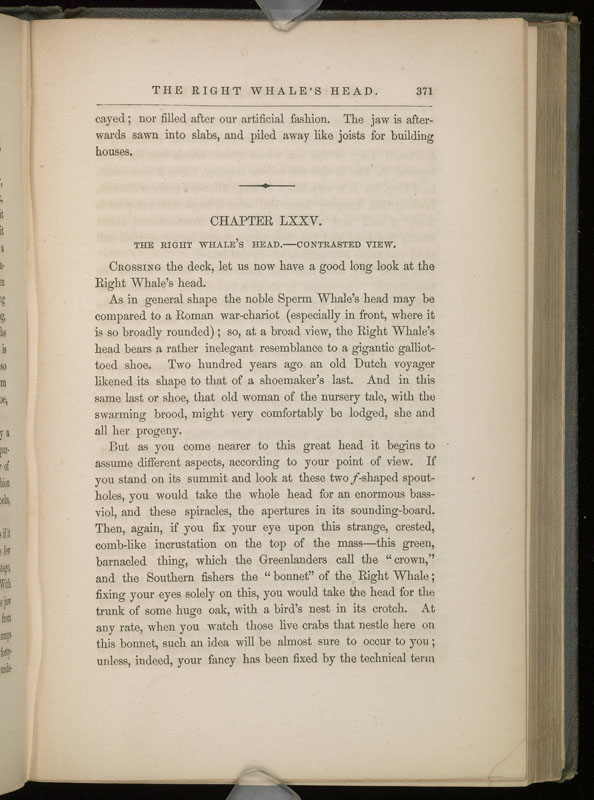 THE RIGHT WHALE'S HEAD. 371
cayed; nor filled after our artificial fashion. The jaw is after-
wards sawn into slabs, and piled away like joists for building
houses.
CHAPTER LXXV.
THE RIGHT WHALE'S HEAD.—CONTRASTED VIEW.
CROSSING the deck, let us now have a good long look at the
Right Whale's head.
As in general shape the noble Sperm Whale's head may be
compared to a Roman war-chariot (especially in front, where it
is so broadly rounded); so, at a broad view, the Right Whale's
head bears a rather inelegant resemblance to a gigantic galliot-
toed shoe. Two hundred years ago an old Dutch voyager
likened its shape to that of a shoemaker's last. And in this
same last or shoe, that old woman of the nursery tale, with the
swarming brood, might very comfortably be lodged, she and
all her progeny.
But as you come nearer to this great head it begins to
assume different aspects, according to your point of view. If
you stand on its summit and look at these two f-shaped spout-
holes, you would take the whole head for an enormous bass-
viol, and these spiracles, the apertures in its sounding-board.
Then, again, if you fix your eye upon this strange, crested,
comb-like incrustation on the top of the mass—this green,
barnacled thing, which the Greenlanders call the "crown,"
and the Southern fishers the "bonnet" of the Right Whale;
fixing your eyes solely on this, you would take the head for the
trunk of some huge oak, with a bird's nest in its crotch. At
any rate, when you watch those live crabs that nestle here on
this bonnet, such an idea will be almost sure to occur to you;
unless, indeed, your fancy has been fixed by the technical term